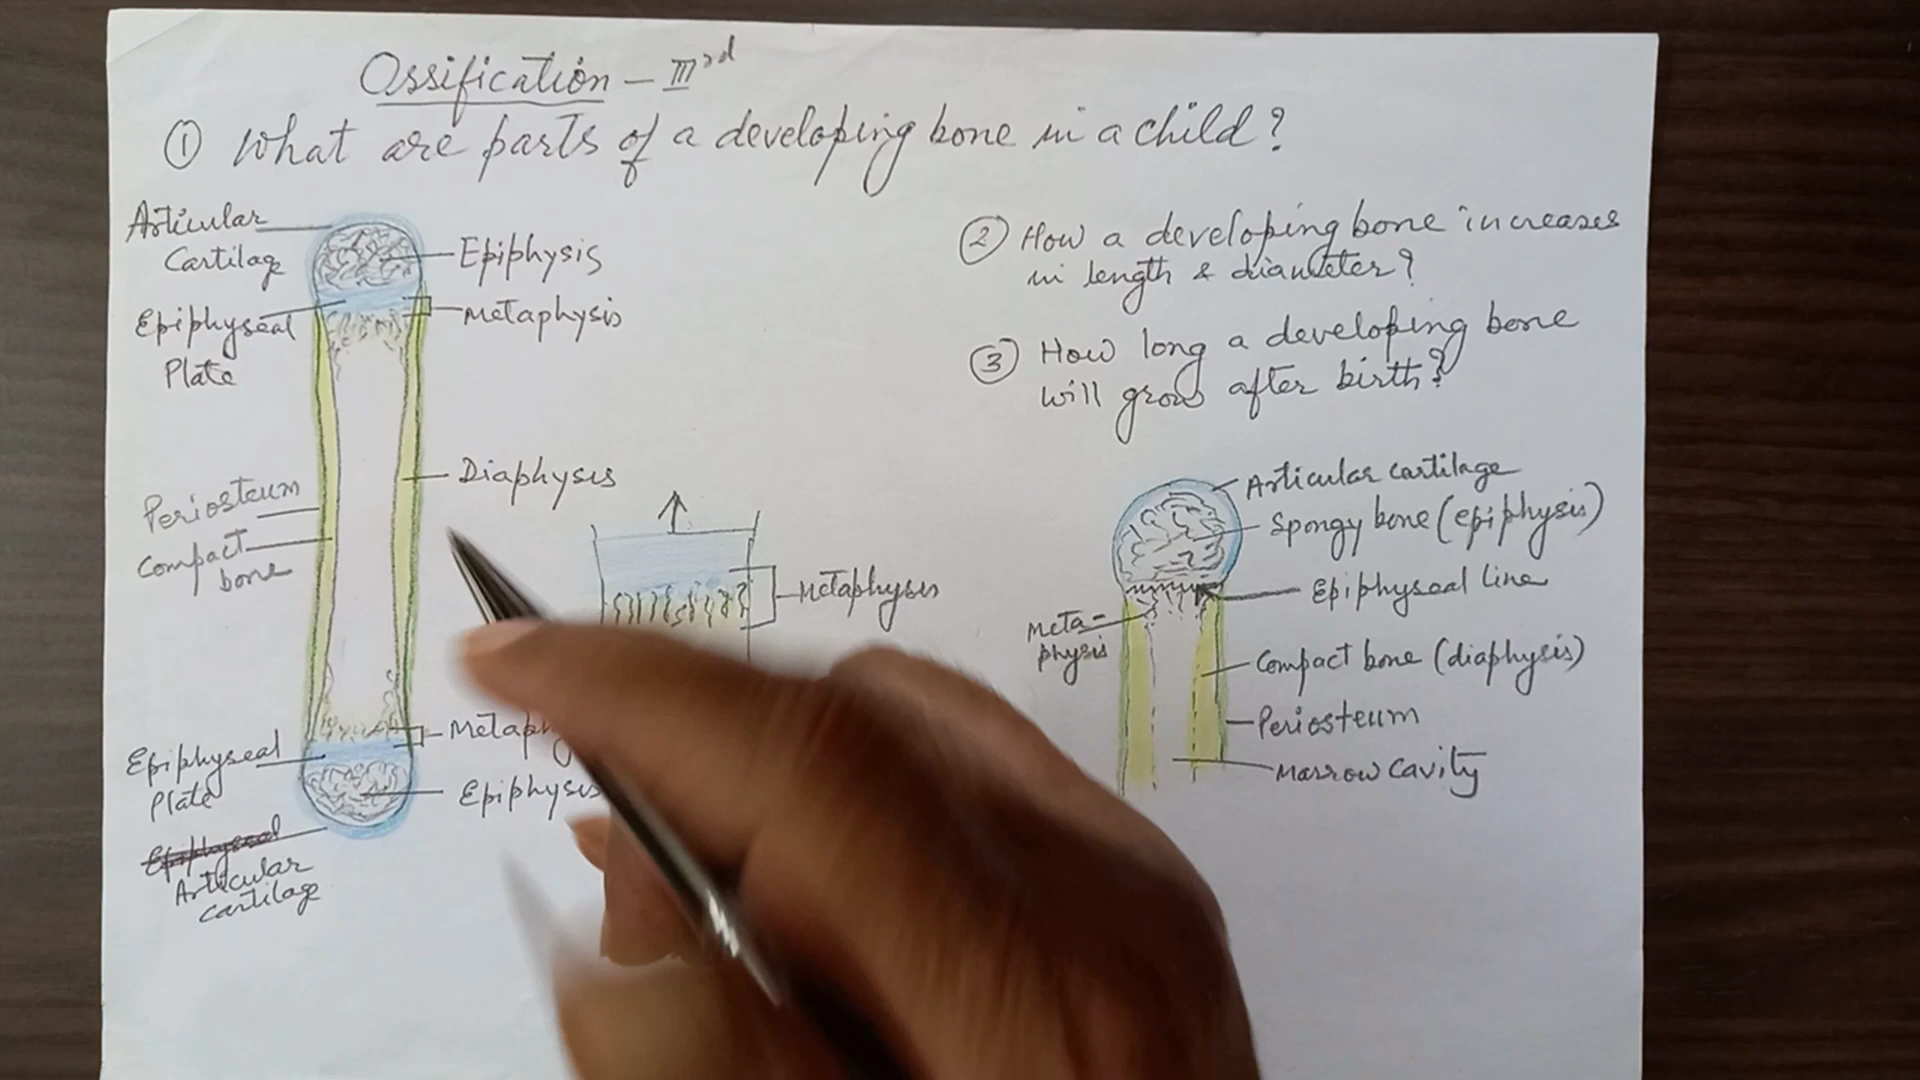 Ossification - IIIrd
① What are parts of a developing bone in a child?
Articular
Cartilage
Epiphysis
Epiphyseal
Plate
Metaphysis
Periosteum
Compact
bone
Diaphysis
Epiphyseal
Plate
Epiphyseal
Articular
Cartilage
Epiphysis
Metaphysis
② How a developing bone increases
in length & diameter?
③ How long a developing bone
will grow after birth?
Articular cartilage
Spongy bone (epiphysis)
Epiphyseal line
Meta-
physis
Compact bone (diaphysis)
Periosteum
Marrow cavity